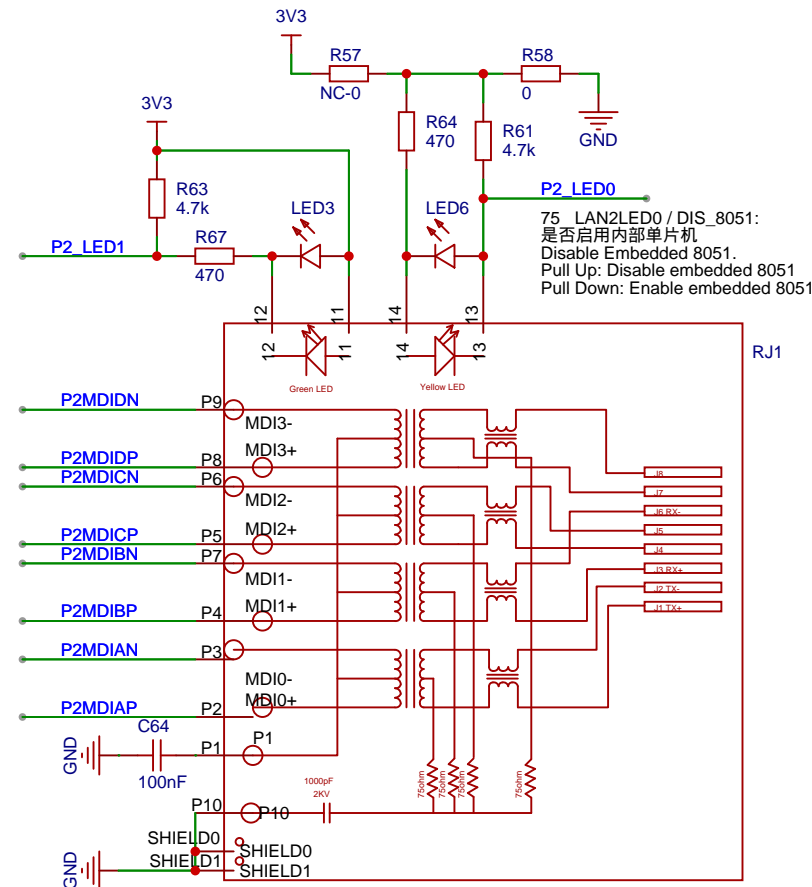 3V3
R57
NC-0
R58
0
GND
3V3
R64
470
R61
4.7k
R63
4.7k
LED3
LED6
P2_LED0
P2_LED1
R67
470
75 LAN2LED0 / DIS_8051:
是否启用内部单片机
Disable Embedded 8051.
Pull Up: Disable embedded 8051
Pull Down: Enable embedded 8051
12
11
14
13
12
11
14
13
RJ1
Green LED
Yellow LED
P2MDIDN
P9
MDI3-
P2MDIDP
P8
MDI3+
P2MDICN
P6
MDI2-
P2MDICP
P5
MDI2+
P2MDIBN
P7
MDI1-
P2MDIBP
P4
MDI1+
P2MDIAN
P3
MDI0-
P2MDIAP
P2
MDI0+
J8
J7
J6 RX-
J5
J4
J3 RX+
J2 TX-
J1 TX+
C64
100nF
GND
P1
P1
1000pF
2KV
75ohm
75ohm
75ohm
75ohm
P10
P10
SHIELD0
SHIELD0
SHIELD1
SHIELD1
GND